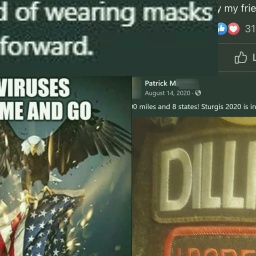 d of wearing masks
forward.
y my frie
31
VIRUSES
ME AND GO
Patrick M
August 14, 2020 ·
0 miles and 8 states! Sturgis 2020 is in
DILL